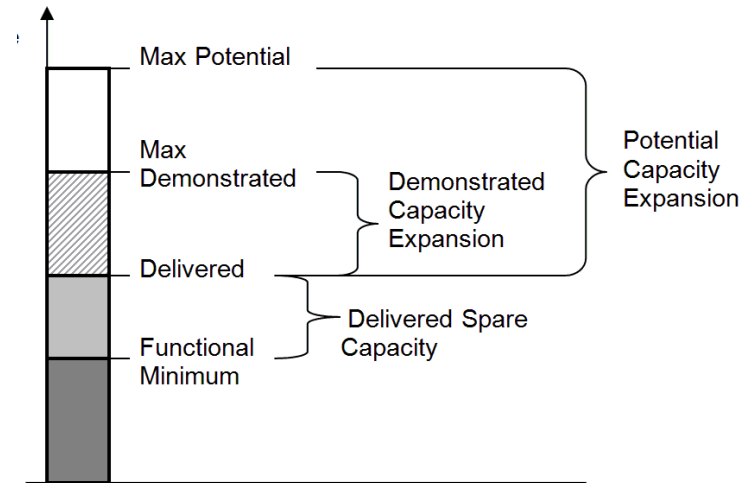 e
Max Potential
Max
Demonstrated
Demonstrated
Capacity
Expansion
Potential
Capacity
Expansion
Delivered
Delivered Spare
Capacity
Functional
Minimum